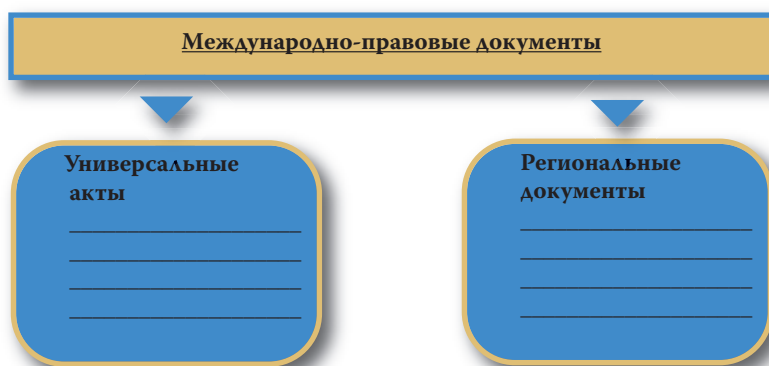 Международно-правовые документы
Универсальные
акты
Региональные
документы